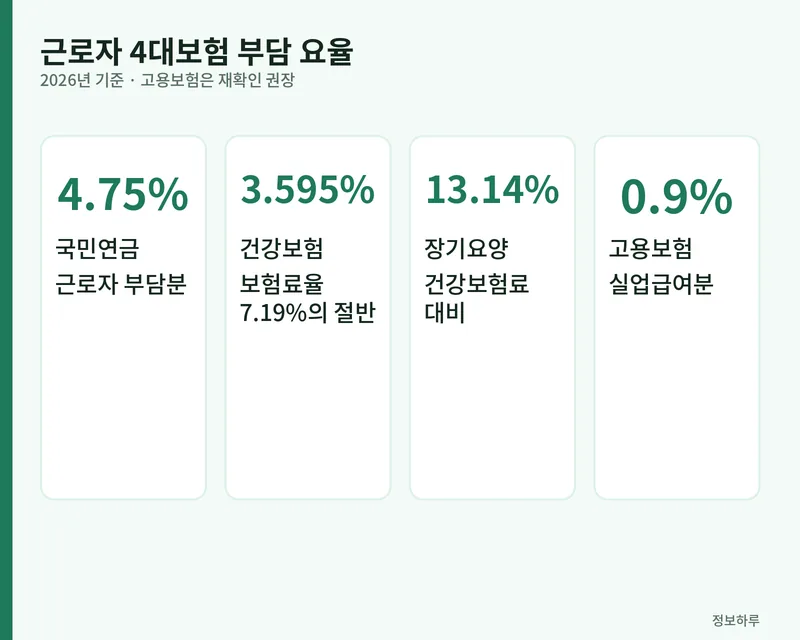 근로자 4대보험 부담 요율
2026년 기준 · 고용보험은 재확인 권장
4.75%
국민연금
근로자 부담분
3.595%
건강보험
보험료율
7.19%의 절반
13.14%
장기요양
건강보험료
대비
0.9%
고용보험
실업급여분
정보하루